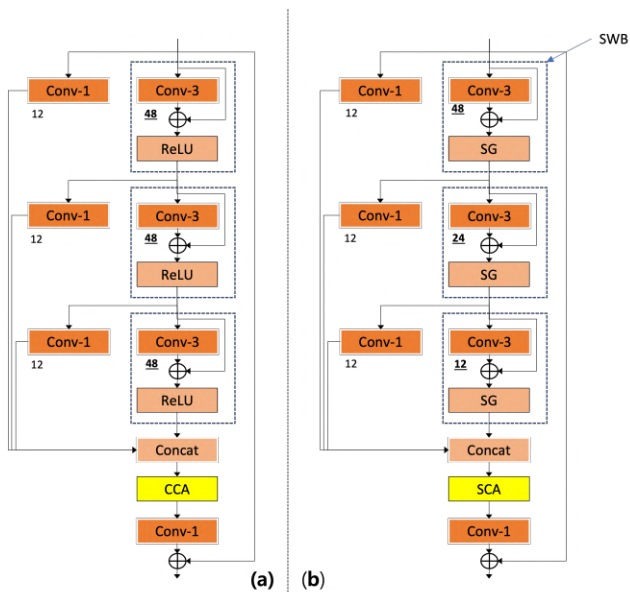 SWB
Conv-1 Conv-3 Conv-1 Conv-3
12 48 12 48
ReLU SG
Conv-1 Conv-3 Conv-1 Conv-3
12 48 12 24
ReLU SG
Conv-1 Conv-3 Conv-1 Conv-3
12 48 12 12
ReLU SG
Concat Concat
CCA SCA
Conv-1 Conv-1
(a) (b)